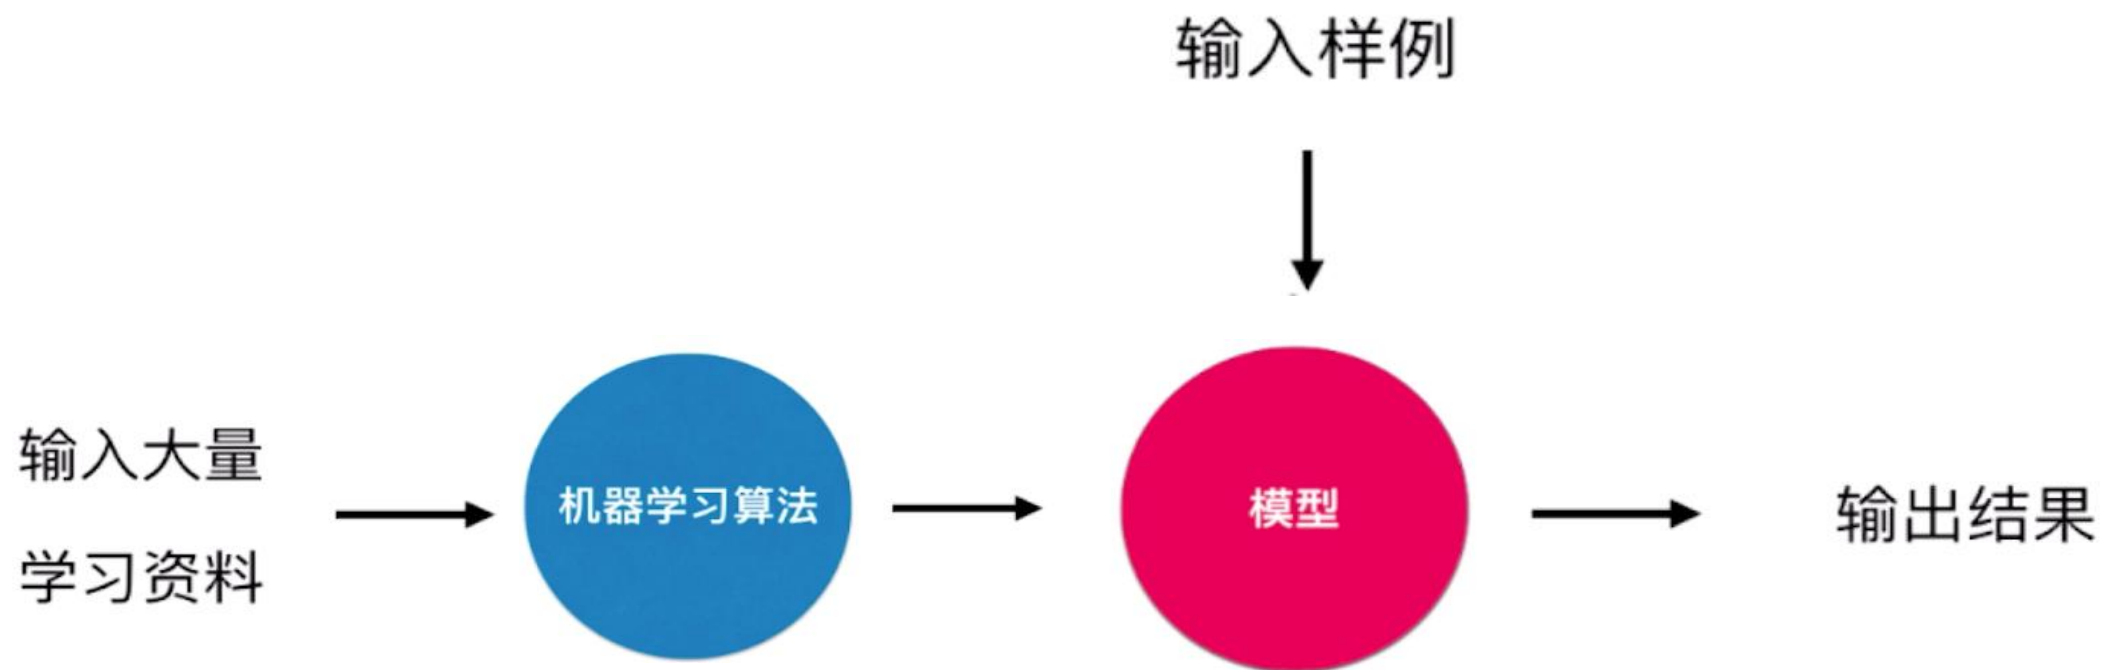 输入样例
输入大量
学习资料
机器学习算法
模型
输出结果